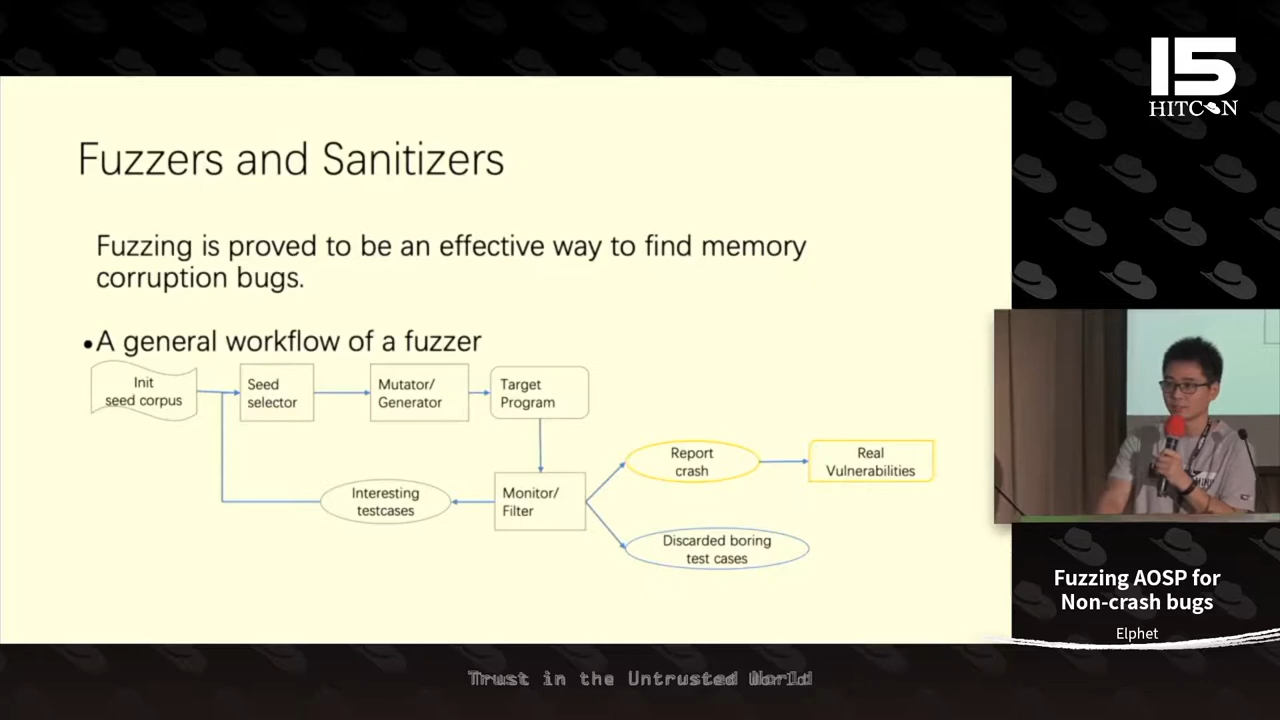 15
HITCON
Fuzzers and Sanitizers
Fuzzing is proved to be an effective way to find memory
corruption bugs.
•A general workflow of a fuzzer
Init
seed corpus
Seed
selector
Mutator/
Generator
Target
Program
Report
crash
Real
Vulnerabilities
Interesting
testcases
Monitor/
Filter
Discarded boring
test cases
Fuzzing AOSP for
Non-crash bugs
Elphet
Trust in the Untrusted World